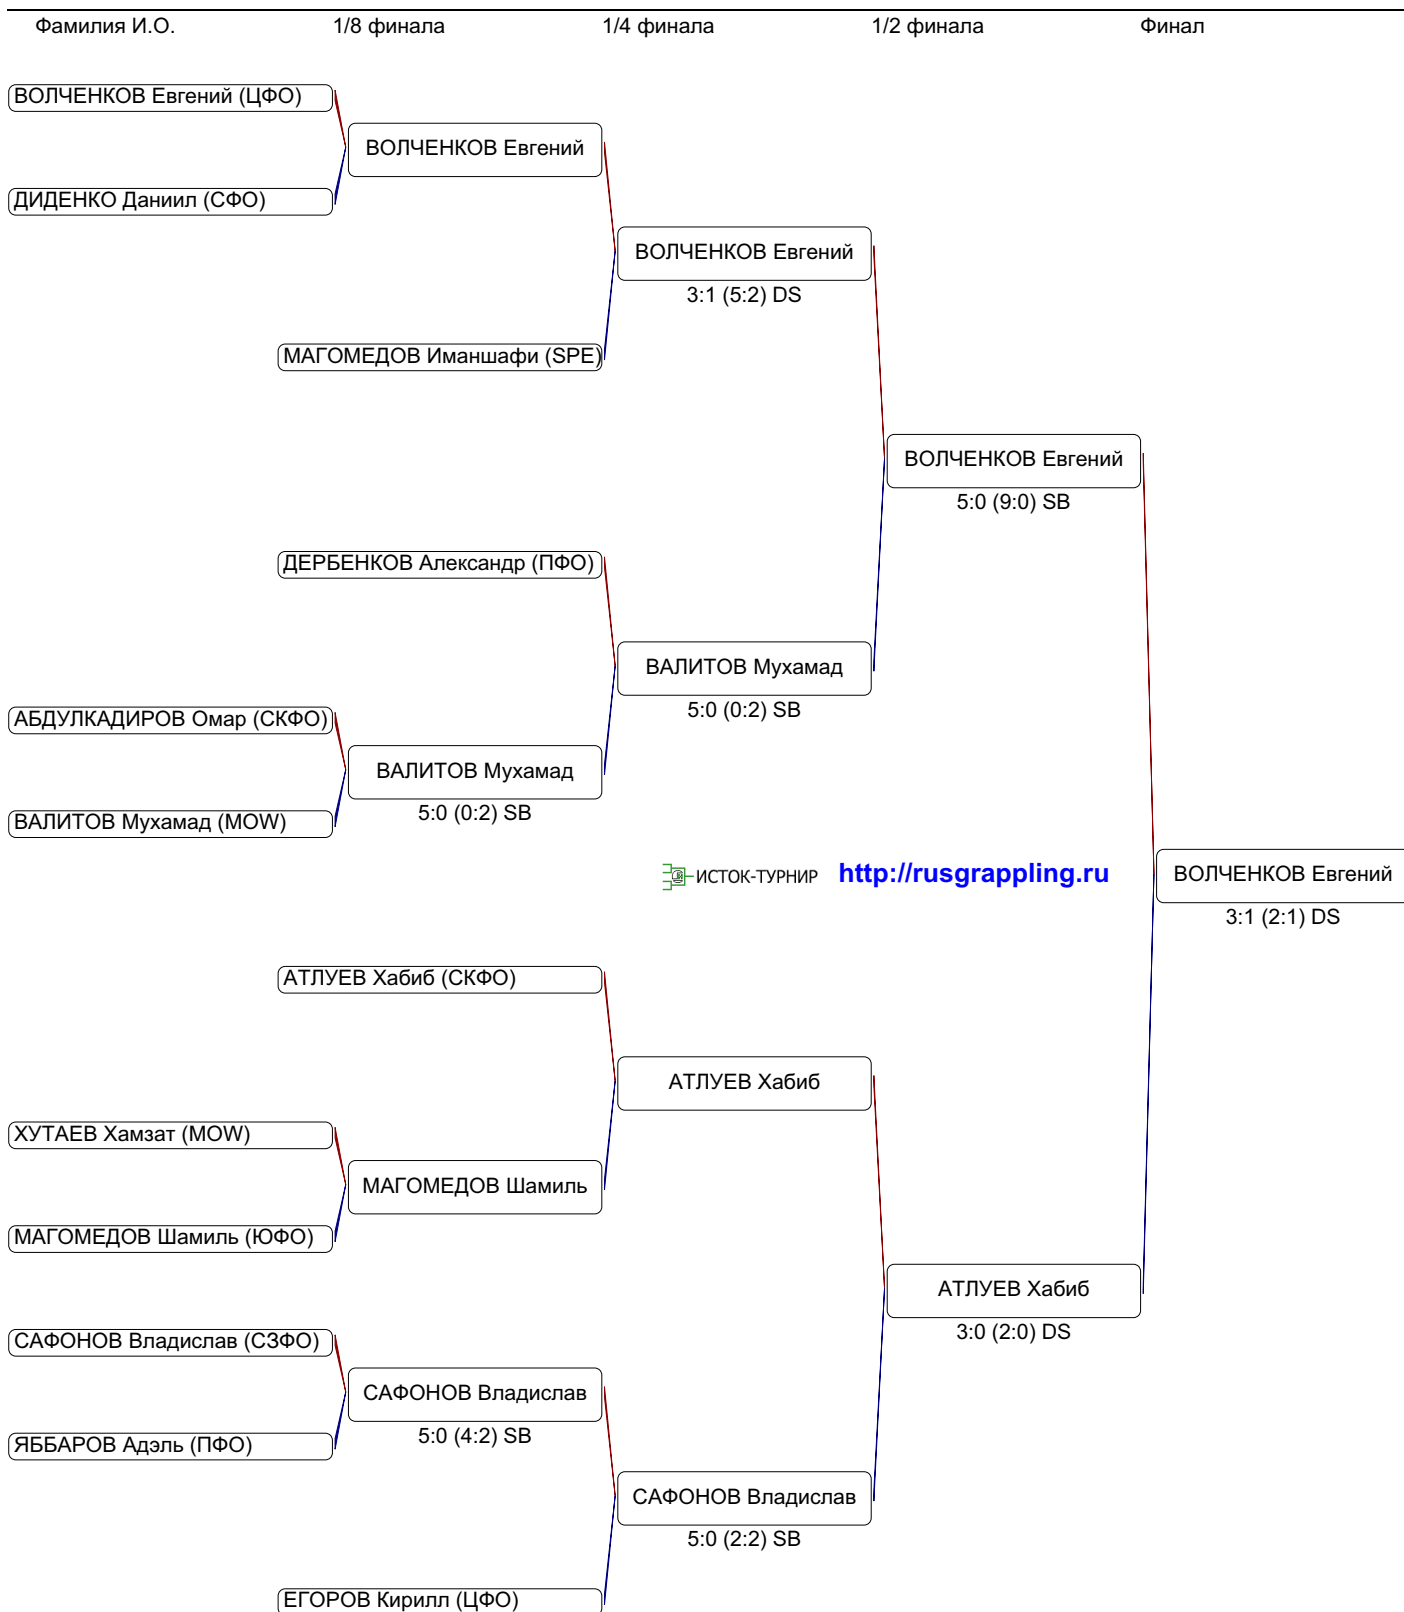 Фамилия И.О. 1/8 финала 1/4 финала 1/2 финала Финал
ВОЛЧЕНКОВ Евгений (ЦФО)
ВОЛЧЕНКОВ Евгений
ДИДЕНКО Даниил (СФО)
ВОЛЧЕНКОВ Евгений
3:1 (5:2) DS
МАГОМЕДОВ Иманшафи (SPE)
ВОЛЧЕНКОВ Евгений
5:0 (9:0) SB
ДЕРБЕНКОВ Александр (ПФО)
ВАЛИТОВ Мухамад
5:0 (0:2) SB
АБДУЛКАДИРОВ Омар (СКФО)
ВАЛИТОВ Мухамад
5:0 (0:2) SB
ВАЛИТОВ Мухамад (MOW)
ИСТОК-ТУРНИР http://rusgrappling.ru
ВОЛЧЕНКОВ Евгений
3:1 (2:1) DS
АТЛУЕВ Хабиб (СКФО)
АТЛУЕВ Хабиб
ХУТАЕВ Хамзат (MOW)
МАГОМЕДОВ Шамиль
МАГОМЕДОВ Шамиль (ЮФО)
АТЛУЕВ Хабиб
3:0 (2:0) DS
САФОНОВ Владислав (СЗФО)
САФОНОВ Владислав
5:0 (4:2) SB
ЯББАРОВ Адэль (ПФО)
САФОНОВ Владислав
5:0 (2:2) SB
ЕГОРОВ Кирилл (ЦФО)